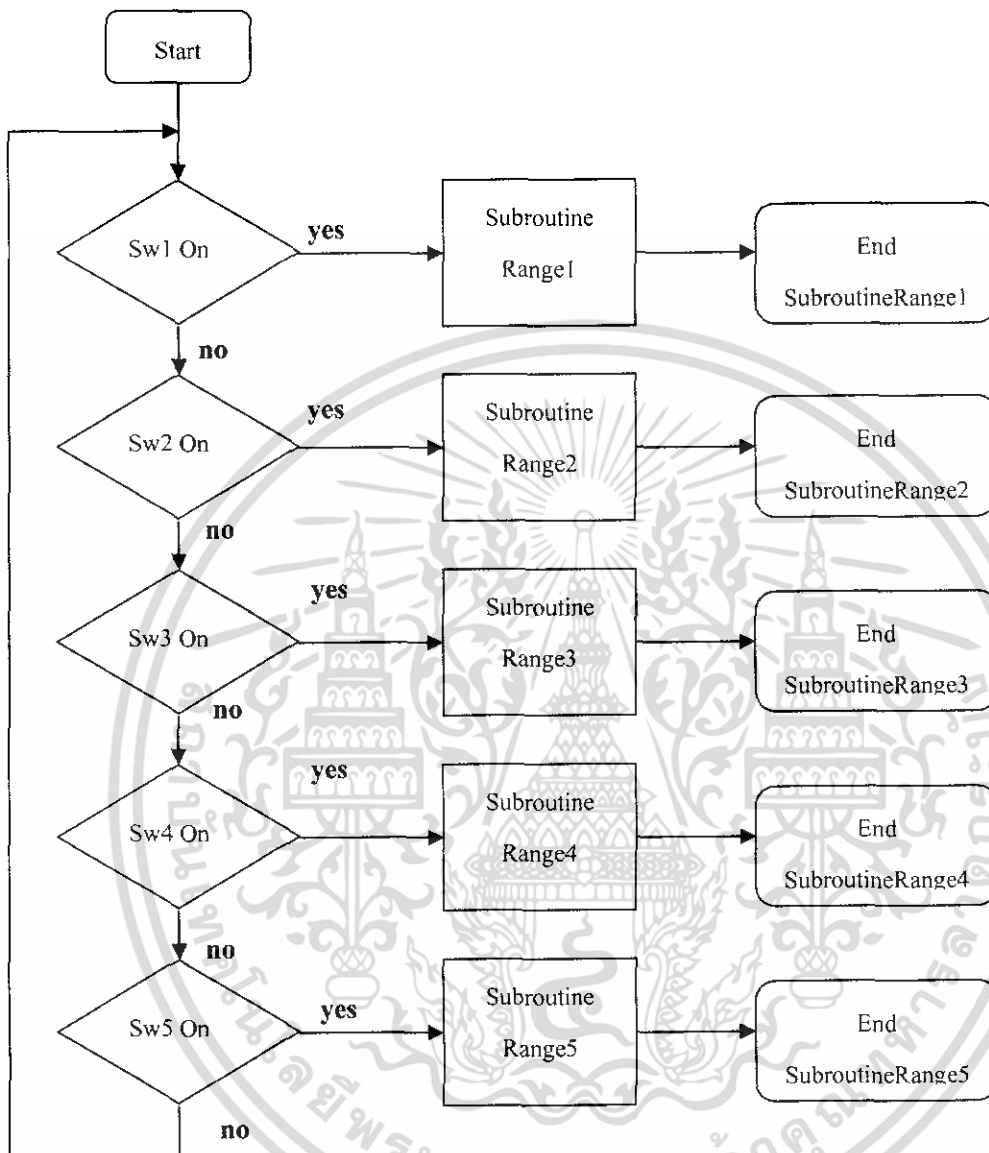 Start
Sw1 On
yes
Subroutine
Range1
End
SubroutineRange1
no
Sw2 On
yes
Subroutine
Range2
End
SubroutineRange2
no
Sw3 On
yes
Subroutine
Range3
End
SubroutineRange3
no
Sw4 On
yes
Subroutine
Range4
End
SubroutineRange4
no
Sw5 On
yes
Subroutine
Range5
End
SubroutineRange5
no